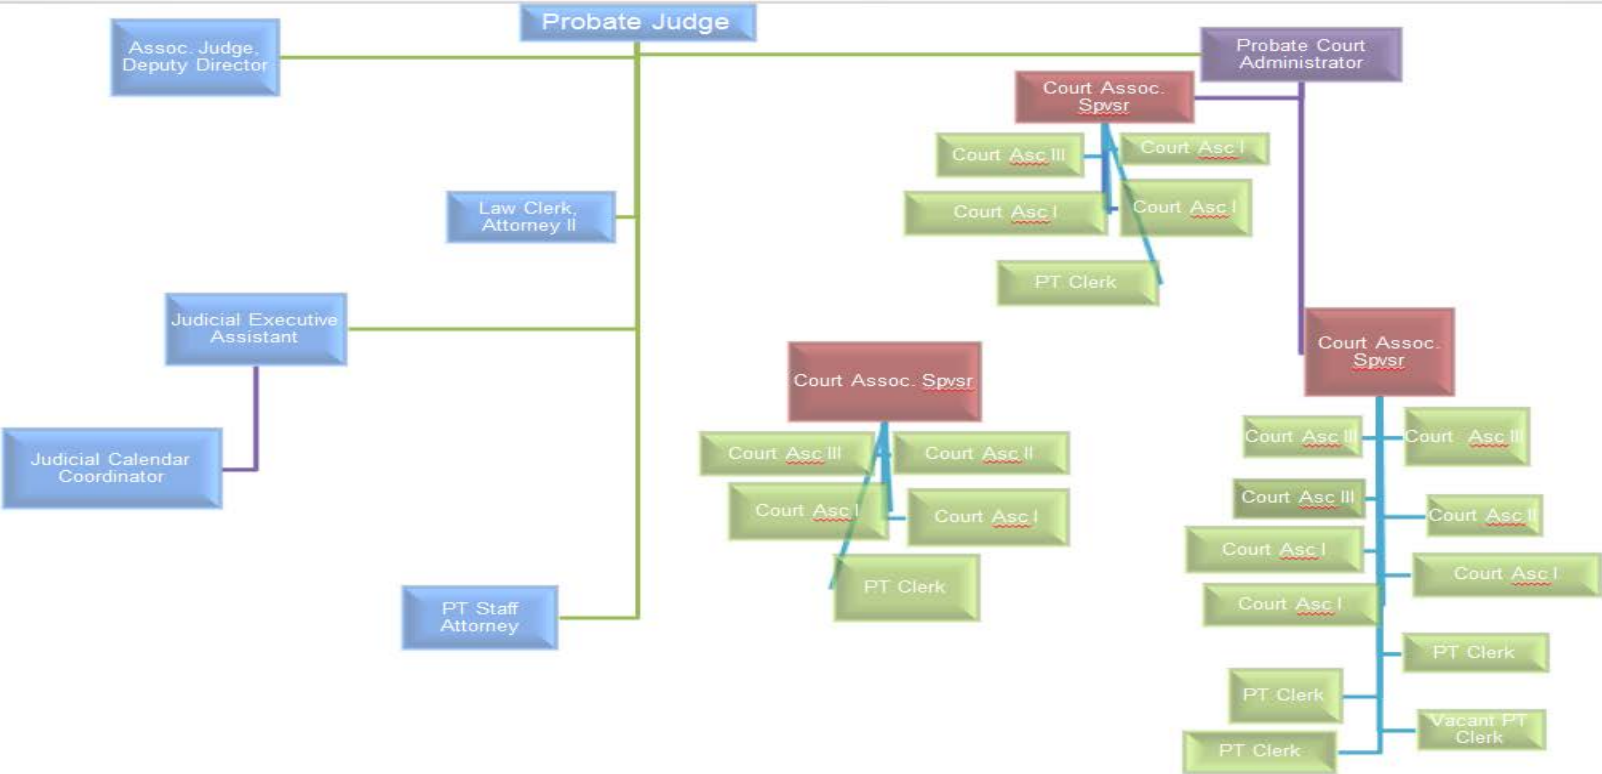 Probate Judge
Assoc. Judge,
Deputy Director
Probate Court
Administrator
Court Assoc.
Spvsr
Court Asc III
Court Asc I
Court Asc I
Court Asc I
PT Clerk
Law Clerk,
Attorney II
Judicial Executive
Assistant
Judicial Calendar
Coordinator
PT Staff
Attorney
Court Assoc. Spvsr
Court Asc III
Court Asc II
Court Asc I
Court Asc I
PT Clerk
Court Assoc.
Spvsr
Court Asc III
Court Asc III
Court Asc III
Court Asc II
Court Asc I
Court Asc I
Court Asc I
PT Clerk
PT Clerk
Vacant PT
Clerk
PT Clerk